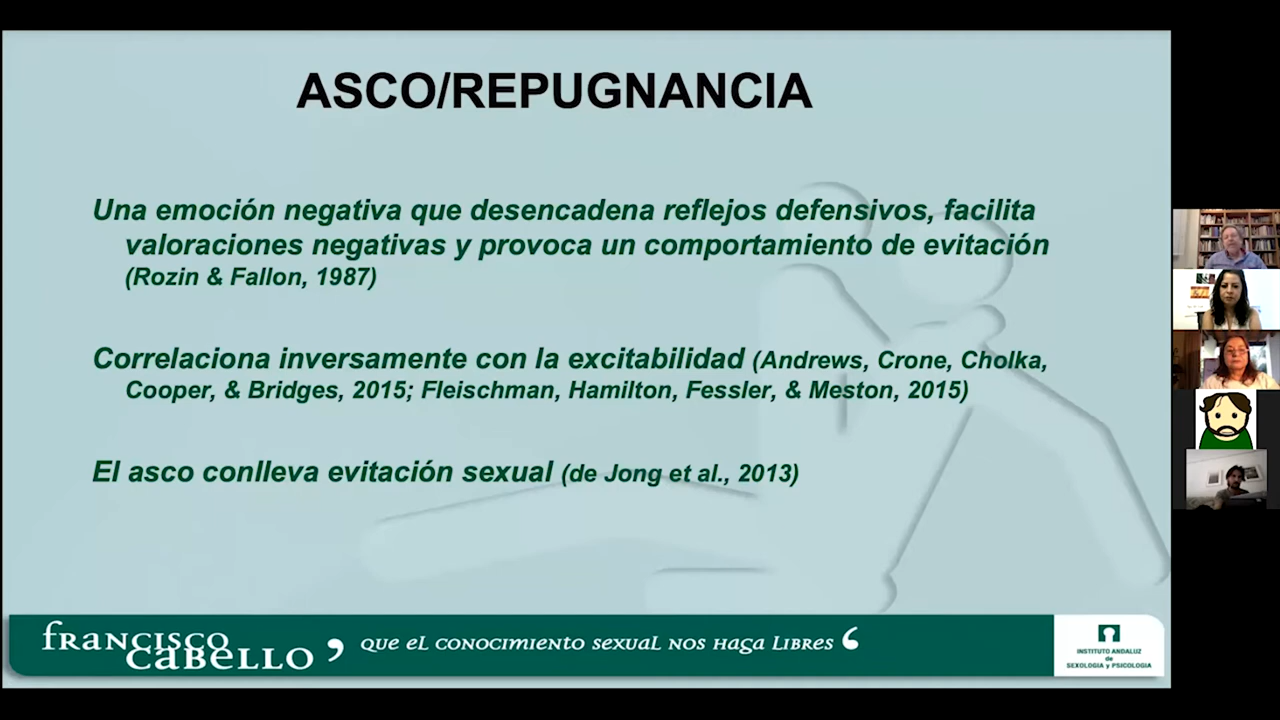 ASCO/REPUGNANCIA
Una emoción negativa que desencadena reflejos defensivos, facilita
valoraciones negativas y provoca un comportamiento de evitación
(Rozin & Fallon, 1987)
Correlaciona inversamente con la excitabilidad (Andrews, Crone, Cholka,
Cooper, & Bridges, 2015; Fleischman, Hamilton, Fessler, & Meston, 2015)
El asco conlleva evitación sexual (de Jong et al., 2013)
francisco
cabello
, que el conocimiento sexual nos haga libres ‘
INSTITUTO ANDALUZ
de
SEXOLOGIA y PSICOLOGIA